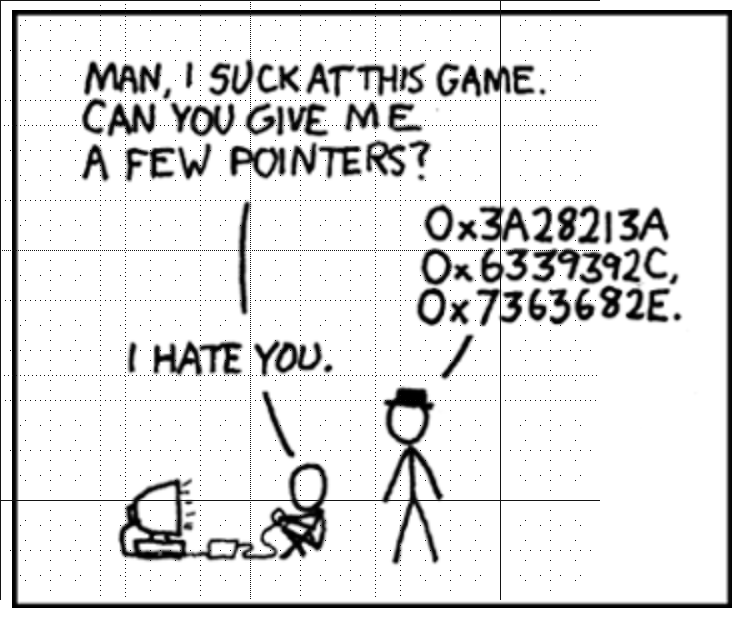 MAN, I SUCK AT THIS GAME.
CAN YOU GIVE ME
A FEW POINTERS?
0x3A28213A
0x6339392C,
0x7363682E.
I HATE YOU.